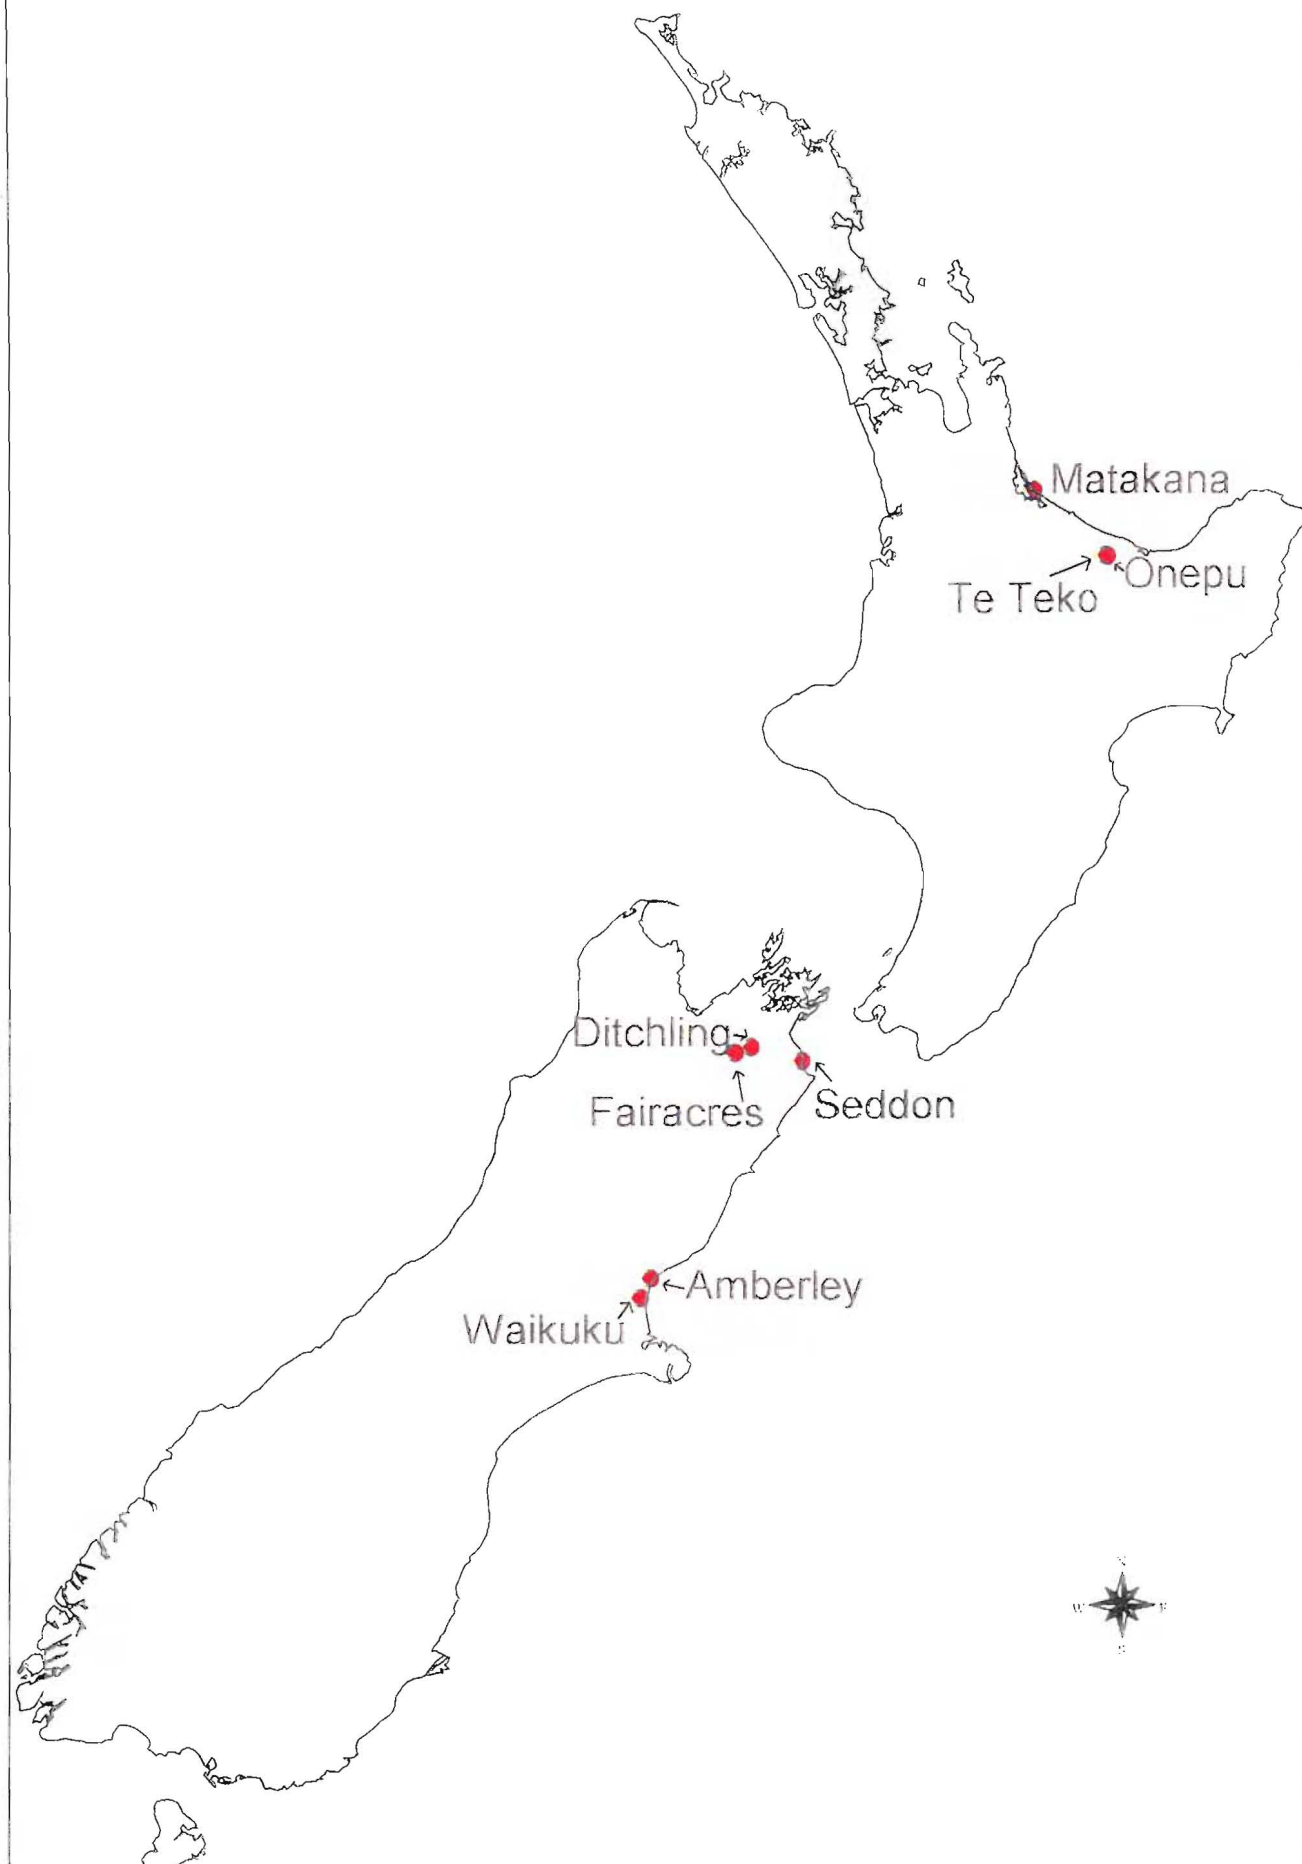 Matakana
Onepu
Te Teko
Ditchling
Fairacres
Seddon
Amberley
Waikuku
N
W E
S